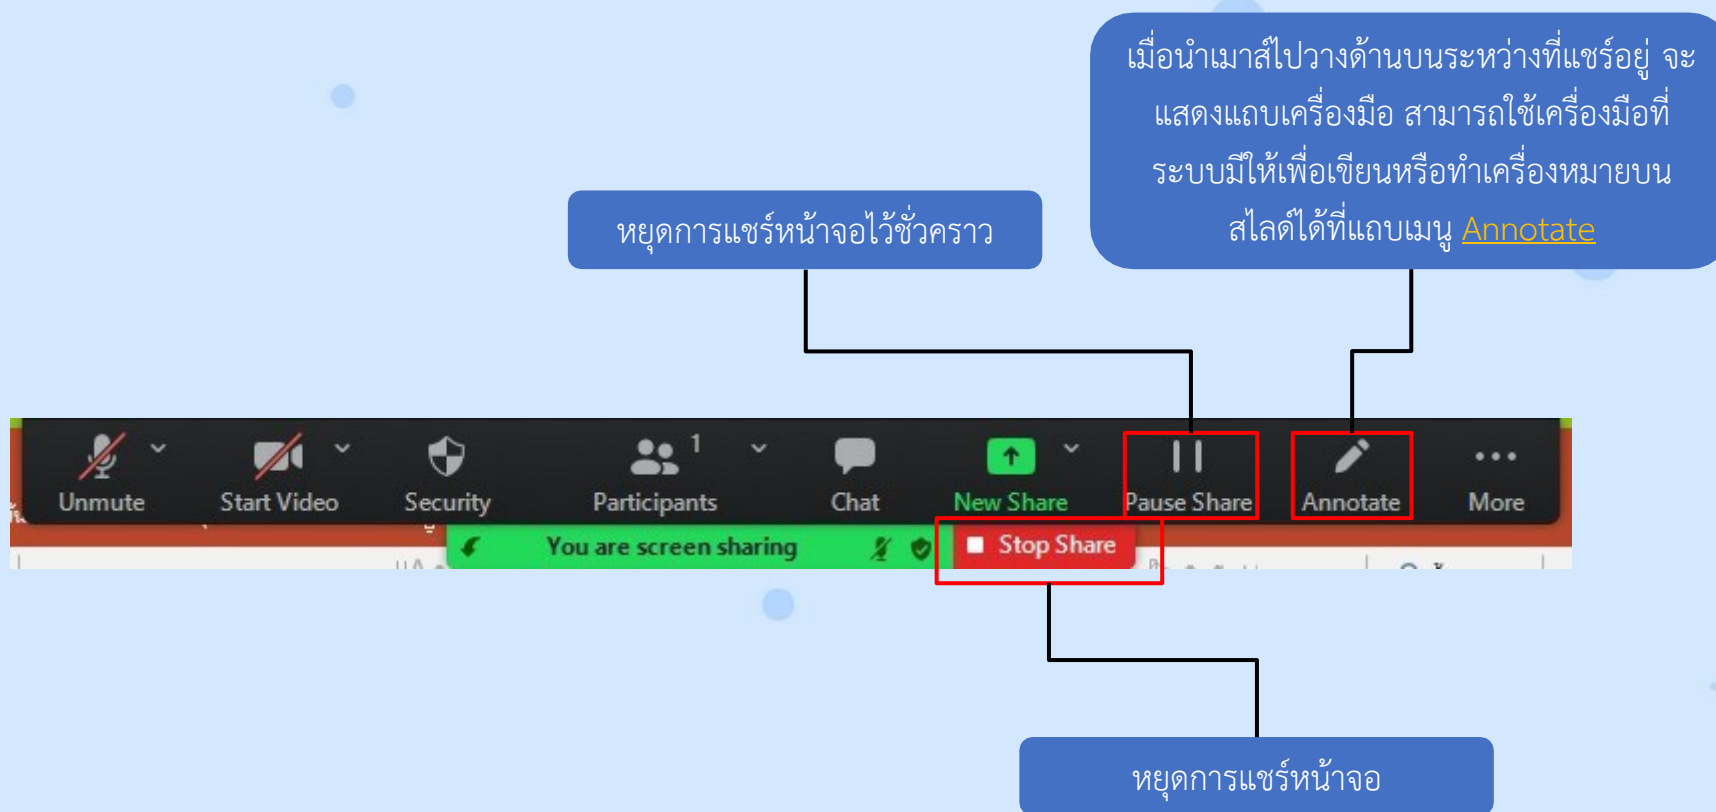 เมื่อนำเมาส์ไปวางด้านบนระหว่างที่แชร์อยู่ จะ
แสดงแถบเครื่องมือ สามารถใช้เครื่องมือที่
ระบบมีให้เพื่อเขียนหรือทำเครื่องหมายบน
สไลด์ได้ที่แถบเมนู Annotate
หยุดการแชร์หน้าจอไว้ชั่วคราว
1
Unmute Start Video Security Participants Chat New Share Pause Share Annotate More
You are screen sharing Stop Share
หยุดการแชร์หน้าจอ